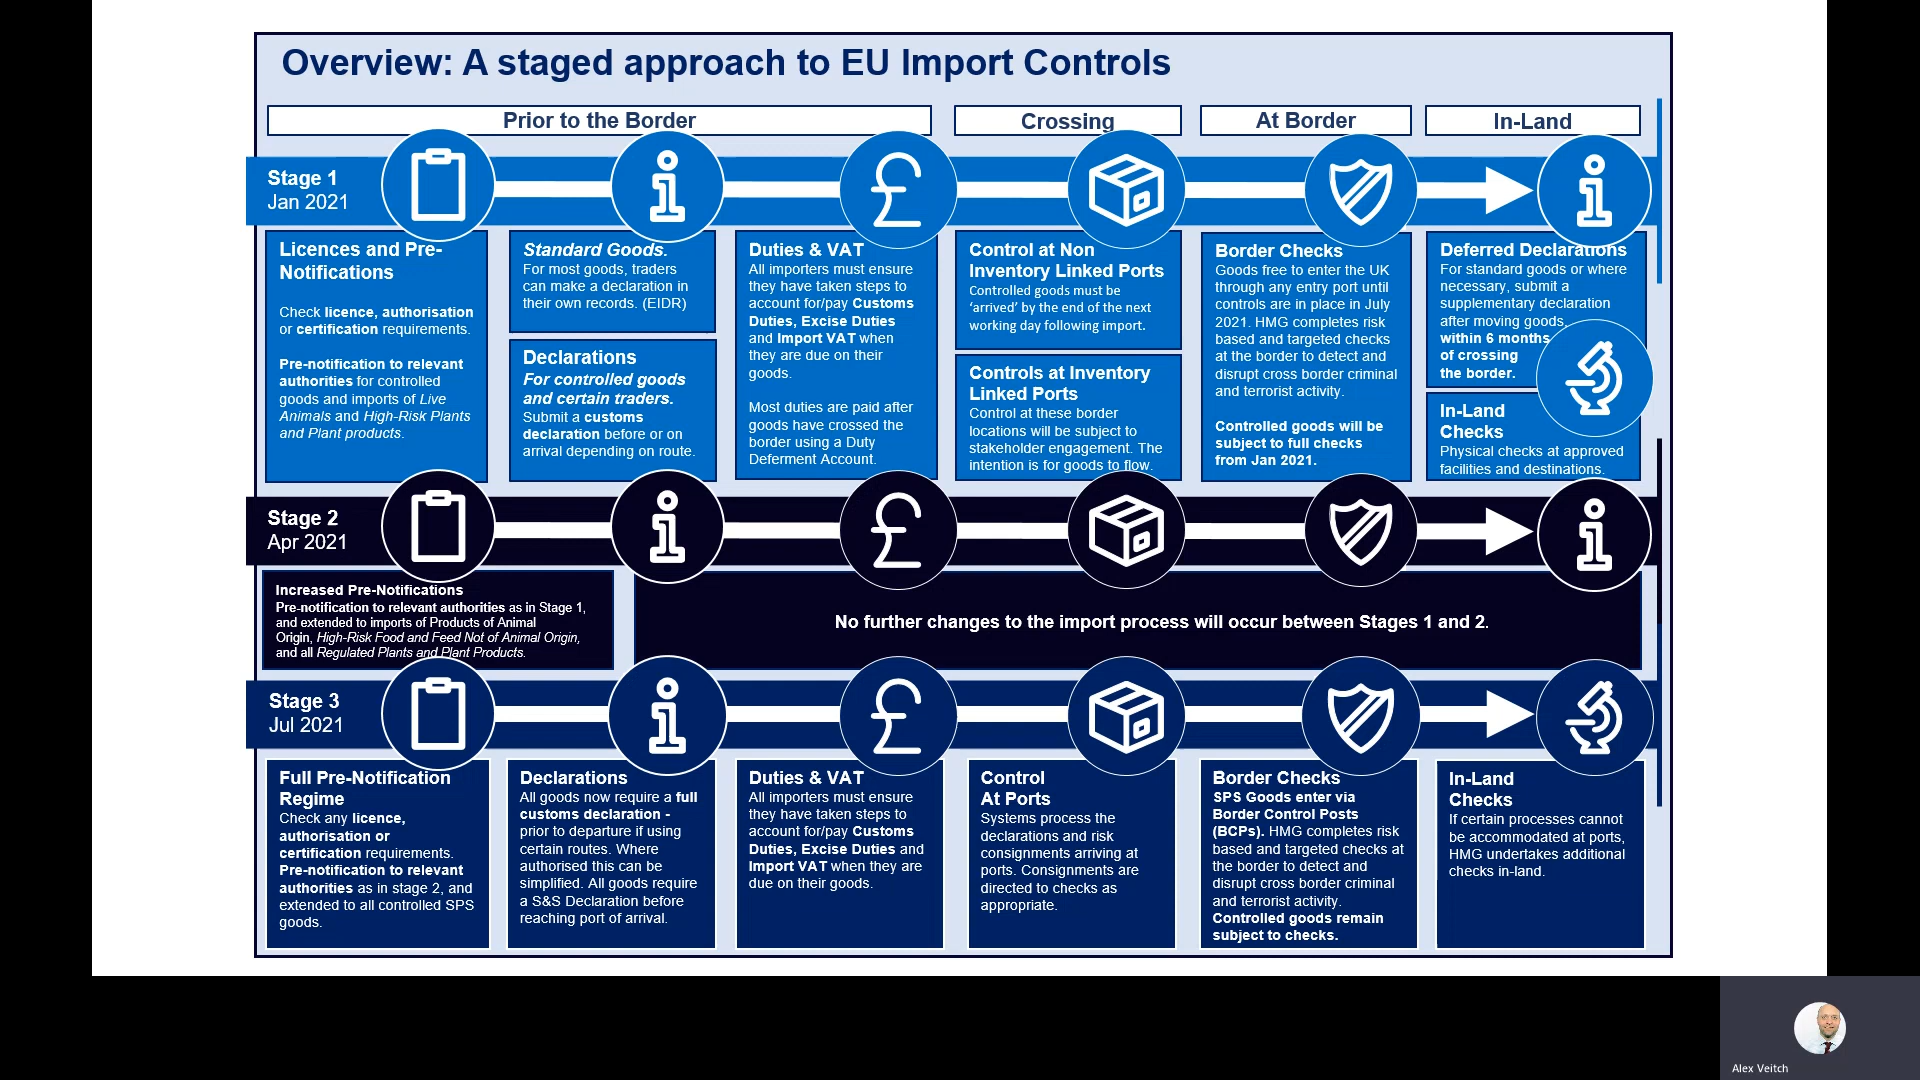 Overview: A staged approach to EU Import Controls
Prior to the Border
Crossing
At Border
In-Land
Stage 1
Jan 2021
Licences and Pre-
Notifications
Check licence, authorisation
or certification requirements.
Pre-notification to relevant
authorities for controlled
goods and imports of Live
Animals and High-Risk Plants
and Plant products.
Standard Goods.
For most goods, traders
can make a declaration in
their own records. (EIDR)
Declarations
For controlled goods
and certain traders.
Submit a customs
declaration before or on
arrival depending on route.
Duties & VAT
All importers must ensure
they have taken steps to
account for/pay Customs
Duties, Excise Duties
and Import VAT when
they are due on their
goods.
Most duties are paid after
goods have crossed the
border using a Duty
Deferment Account.
Control at Non
Inventory Linked Ports
Controlled goods must be
‘arrived’ by the end of the next
working day following import.
Controls at Inventory
Linked Ports
Control at these border
locations will be subject to
stakeholder engagement. The
intention is for goods to flow.
Border Checks
Goods free to enter the UK
through any entry port until
controls are in place in July
2021. HMG completes risk
based and targeted checks
at the border to detect and
disrupt cross border criminal
and terrorist activity.
Controlled goods will be
subject to full checks
from Jan 2021.
Deferred Declarations
For standard goods or where
necessary, submit a
supplementary declaration
after moving goods,
within 6 months
of crossing
the border.
In-Land
Checks
Physical checks at approved
facilities and destinations.
Stage 2
Apr 2021
Increased Pre-Notifications
Pre-notification to relevant authorities as in Stage 1,
and extended to imports of Products of Animal
Origin, High-Risk Food and Feed Not of Animal Origin,
and all Regulated Plants and Plant Products.
No further changes to the import process will occur between Stages 1 and 2.
Stage 3
Jul 2021
Full Pre-Notification
Regime
Check any licence,
authorisation or
certification requirements.
Pre-notification to relevant
authorities as in stage 2, and
extended to all controlled SPS
goods.
Declarations
All goods now require a full
customs declaration -
prior to departure if using
certain routes. Where
authorised this can be
simplified. All goods require
a S&S Declaration before
reaching port of arrival.
Duties & VAT
All importers must ensure
they have taken steps to
account for/pay Customs
Duties, Excise Duties and
Import VAT when they are
due on their goods.
Control
At Ports
Systems process the
declarations and risk
consignments arriving at
ports. Consignments are
directed to checks as
appropriate.
Border Checks
SPS Goods enter via
Border Control Posts
(BCPs). HMG completes risk
based and targeted checks at
the border to detect and
disrupt cross border criminal
and terrorist activity.
Controlled goods remain
subject to checks.
In-Land
Checks
If certain processes cannot
be accommodated at ports,
HMG undertakes additional
checks in-land.
Alex Veitch